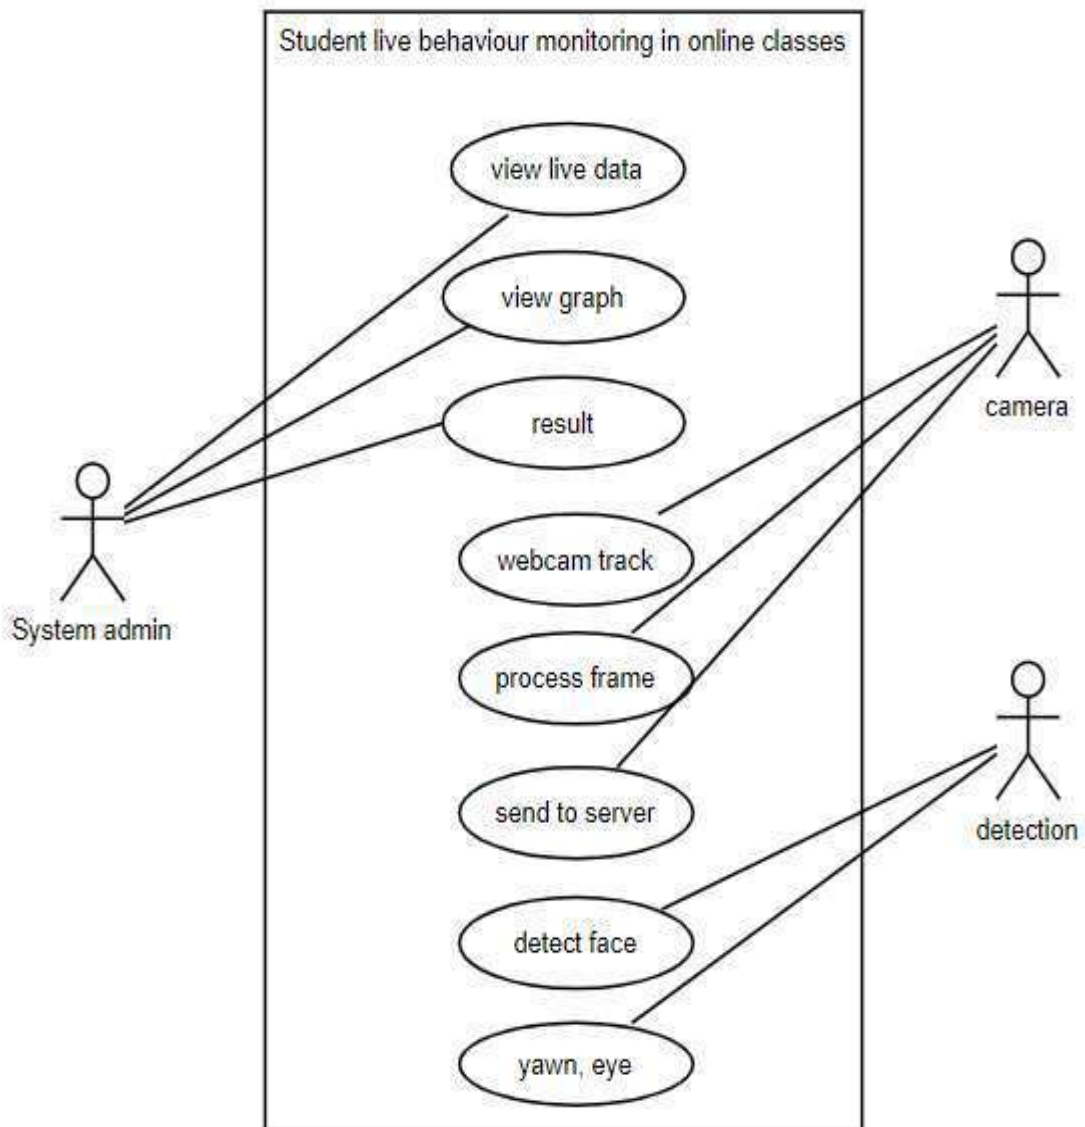 Student live behaviour monitoring in online classes
view live data
view graph
result
webcam track
process frame
send to server
detect face
yawn, eye
System admin
camera
detection